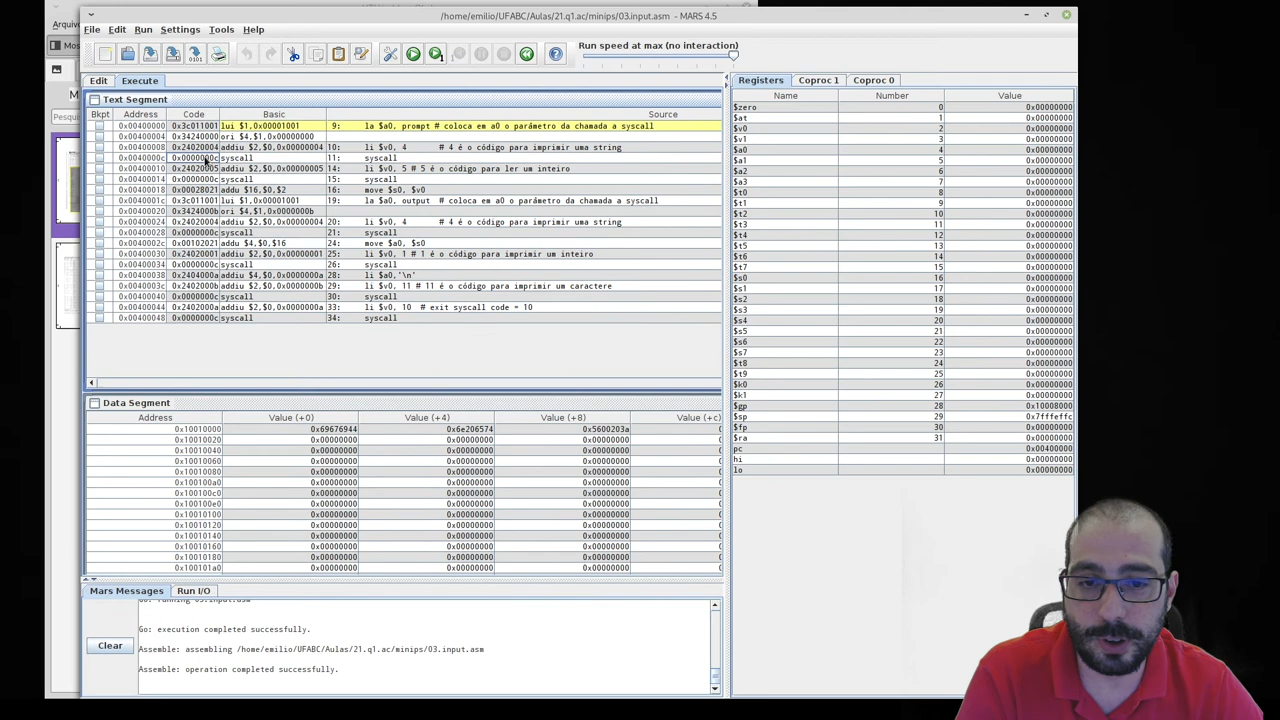 /home/emilio/UFABC/Aulas/21.q1.ac/minips/03.input.asm - MARS 4.5
Arquivo
File Edit Run Settings Tools Help
Run speed at max (no interaction)
Mos
Edit Execute
Registers Coproc 1 Coproc 0
Text Segment
Name Number Value
Bkpt Address Code Basic Source
0x00400000 0x3c011001 lui $1,0x00001001 9: la $a0, prompt # coloca em a0 o parámetro da chamada a syscall
0x00400004 0x34240000 ori $4,$1,0x00000000
0x00400008 0x24020004 addiu $2,$0,0x00000004 10: li $v0, 4 # 4 é o código para imprimir uma string
0x0040000c 0x0000000c syscall 11: syscall
0x00400010 0x24020005 addiu $2,$0,0x00000005 14: li $v0, 5 # 5 é o código para ler um inteiro
0x00400014 0x0000000c syscall 15: syscall
0x00400018 0x00028021 addu $16,$0,$2 16: move $s0, $v0
0x0040001c 0x3c011001 lui $1,0x00001001 19: la $a0, output # coloca em a0 o parámetro da chamada a syscall
0x00400020 0x3424000b ori $4,$1,0x0000000b
0x00400024 0x24020004 addiu $2,$0,0x00000004 20: li $v0, 4 # 4 é o código para imprimir uma string
0x00400028 0x0000000c syscall 21: syscall
0x0040002c 0x00102021 addu $4,$0,$16 24: move $a0, $s0
0x00400030 0x24020001 addiu $2,$0,0x00000001 25: li $v0, 1 # 1 é o código para imprimir um inteiro
0x00400034 0x0000000c syscall 26: syscall
0x00400038 0x2404000a addiu $4,$0,0x0000000a 28: li $a0,'\n'
0x0040003c 0x2402000b addiu $2,$0,0x0000000b 29: li $v0, 11 # 11 é o código para imprimir um caractere
0x00400040 0x0000000c syscall 30: syscall
0x00400044 0x2402000a addiu $2,$0,0x0000000a 33: li $v0, 10 # exit syscall code = 10
0x00400048 0x0000000c syscall 34: syscall
$zero 0 0x00000000
$at 1 0x00000000
$v0 2 0x00000000
$v1 3 0x00000000
$a0 4 0x00000000
$a1 5 0x00000000
$a2 6 0x00000000
$a3 7 0x00000000
$t0 8 0x00000000
$t1 9 0x00000000
$t2 10 0x00000000
$t3 11 0x00000000
$t4 12 0x00000000
$t5 13 0x00000000
$t6 14 0x00000000
$t7 15 0x00000000
$s0 16 0x00000000
$s1 17 0x00000000
$s2 18 0x00000000
$s3 19 0x00000000
$s4 20 0x00000000
$s5 21 0x00000000
$s6 22 0x00000000
$s7 23 0x00000000
$t8 24 0x00000000
$t9 25 0x00000000
$k0 26 0x00000000
$k1 27 0x00000000
$gp 28 0x10008000
$sp 29 0x7fffeffc
$fp 30 0x00000000
$ra 31 0x00000000
pc 0x00400000
hi 0x00000000
lo 0x00000000
M
Pesquis
Data Segment
Address Value (+0) Value (+4) Value (+8) Value (+c)
0x10010000 0x69676944 0x6e206574 0x5600203a
0x10010020 0x00000000 0x00000000 0x00000000
0x10010040 0x00000000 0x00000000 0x00000000
0x10010060 0x00000000 0x00000000 0x00000000
0x10010080 0x00000000 0x00000000 0x00000000
0x100100a0 0x00000000 0x00000000 0x00000000
0x100100c0 0x00000000 0x00000000 0x00000000
0x100100e0 0x00000000 0x00000000 0x00000000
0x10010100 0x00000000 0x00000000 0x00000000
0x10010120 0x00000000 0x00000000 0x00000000
0x10010140 0x00000000 0x00000000 0x00000000
0x10010160 0x00000000 0x00000000 0x00000000
0x10010180 0x00000000 0x00000000 0x00000000
0x100101a0 0x00000000 0x00000000 0x00000000
Mars Messages Run I/O
Go: running 03.input.asm
Go: execution completed successfully.
Clear
Assemble: assembling /home/emilio/UFABC/Aulas/21.q1.ac/minips/03.input.asm
Assemble: operation completed successfully.